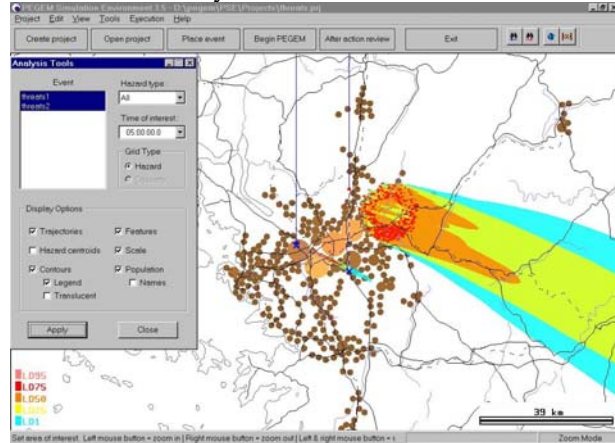 PEGEM Simulation Environment 3.5 - D:\pegem\PSE\Projects\threats.prj
Project Edit View Tools Execution Help
Create project Open project Place event Begin PEGEM After action review Exit
Analysis Tools
Event
threats1
threats2
Hazard type:
All
Time of interest:
05:00:00.0
Grid Type
Hazard
Display Options
Trajectories Features
Hazard centroids Scale
Contours Population
Legend Names
Translucent
Apply Close
LD95
LD75
LD50
LD1
39 km
Set area of interest. Left mouse button = zoom in | Right mouse button = zoom out | Left & right mouse button =
Zoom Mode